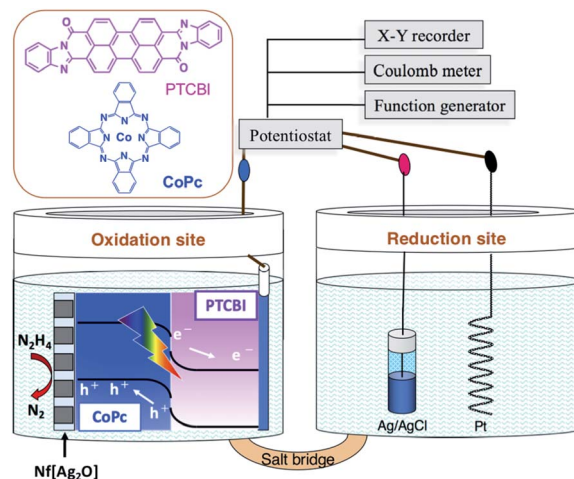 O
N
N
N
N
O
PTCBI
N
N
N
N
Co
N
N
N
N
CoPc
X-Y recorder
Coulomb meter
Function generator
Potentiostat
Oxidation site
Reduction site
PTCBI
e⁻
e⁻
N₂H₄
N₂
h⁺
h⁺
h⁺
CoPc
Ag/AgCl
Pt
Salt bridge
Nf[Ag₂O]